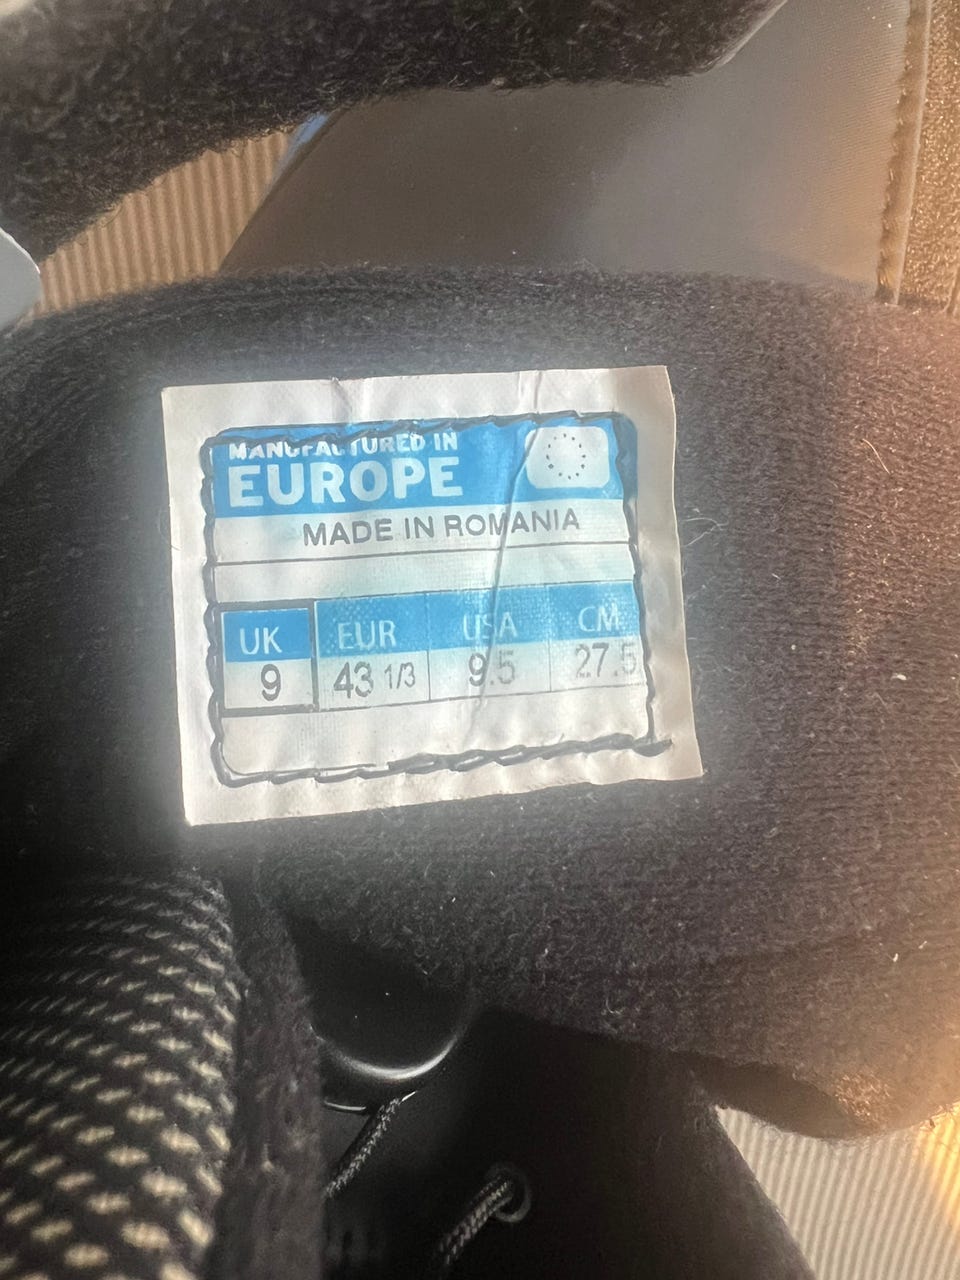 MANUFACTURED IN
EUROPE
MADE IN ROMANIA
UK EUR USA CM
9 43 1/3 9.5 27.5